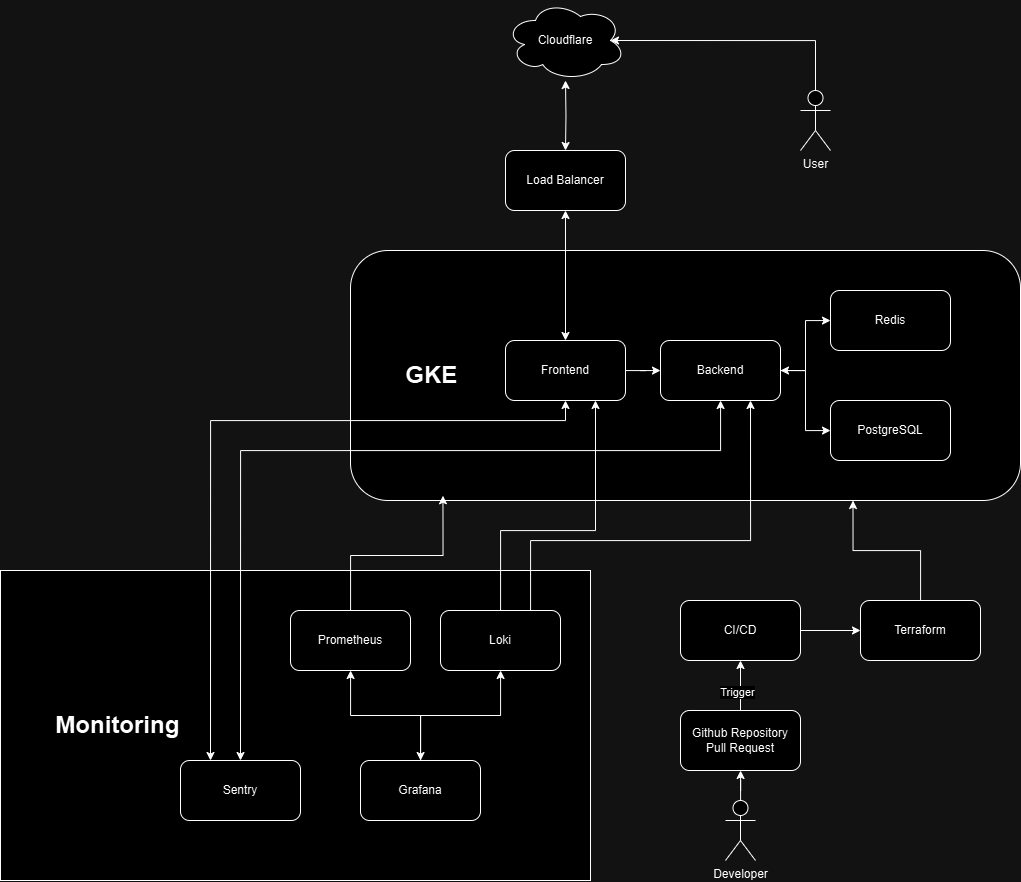 Cloudflare
User
Load Balancer
Redis
GKE
Frontend
Backend
PostgreSQL
Prometheus
Loki
CI/CD
Terraform
Trigger
Monitoring
Github Repository
Pull Request
Sentry
Grafana
Developer